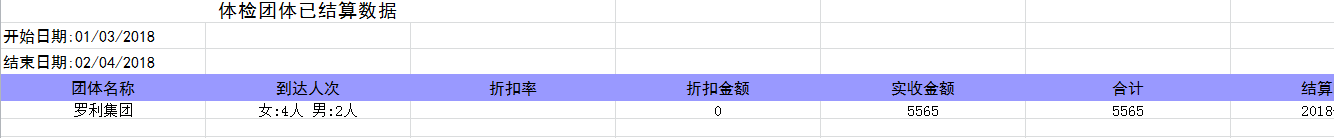 体检团体已结算数据
开始日期:01/03/2018
结束日期:02/04/2018
团体名称 到达人次 折扣率 折扣金额 实收金额 合计 结算
罗利集团 女:4人 男:2人 0 5565 5565 2018